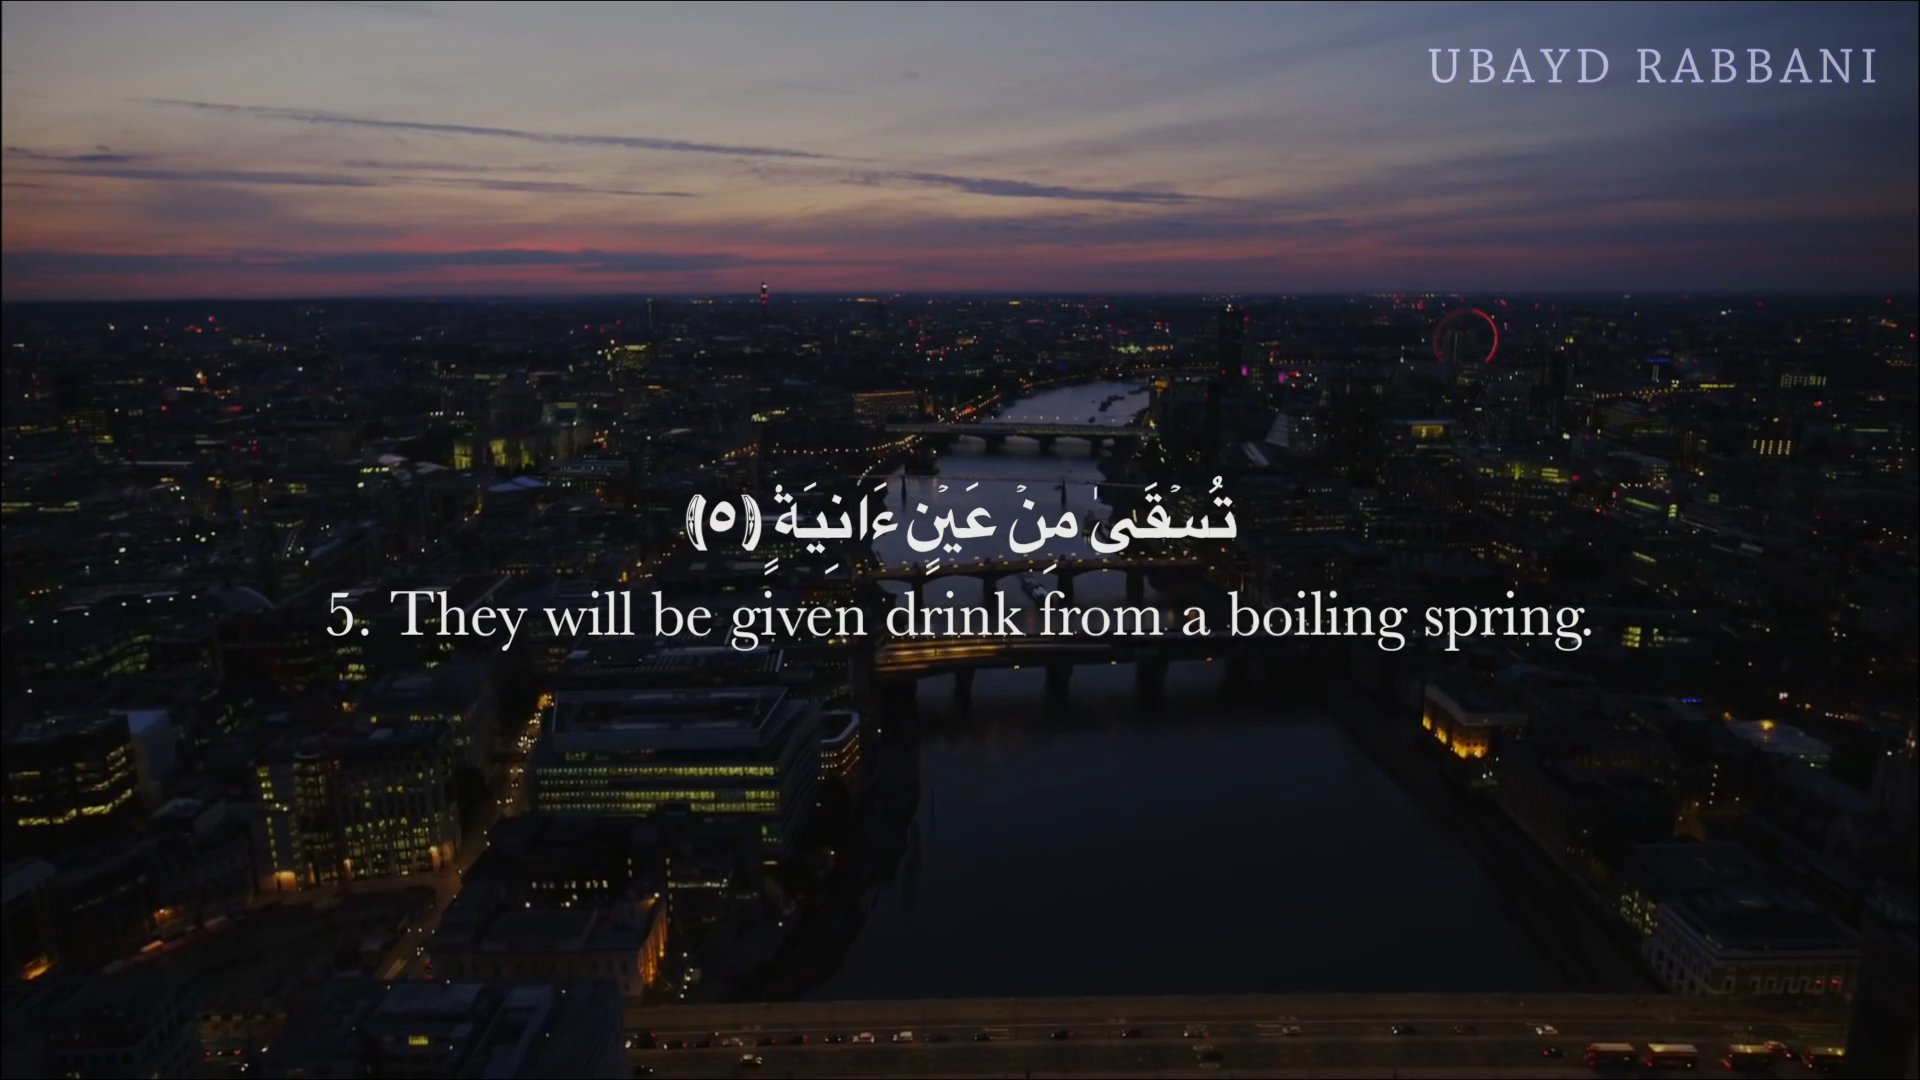 UBAYD RABBANI
تُسۡقَىٰ مِنۡ عَيۡنٍ ءَانِيَةٖ ﴿٥﴾
5. They will be given drink from a boiling spring.